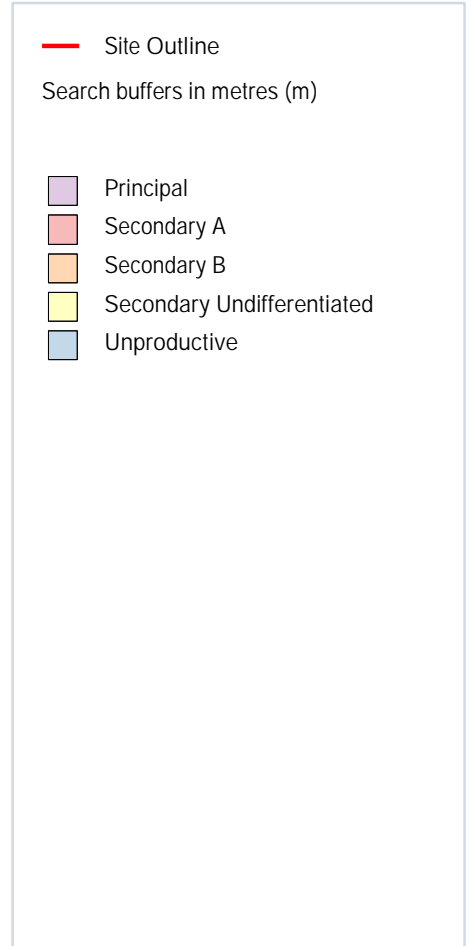 Site Outline
Search buffers in metres (m)
Principal
Secondary A
Secondary B
Secondary Undifferentiated
Unproductive